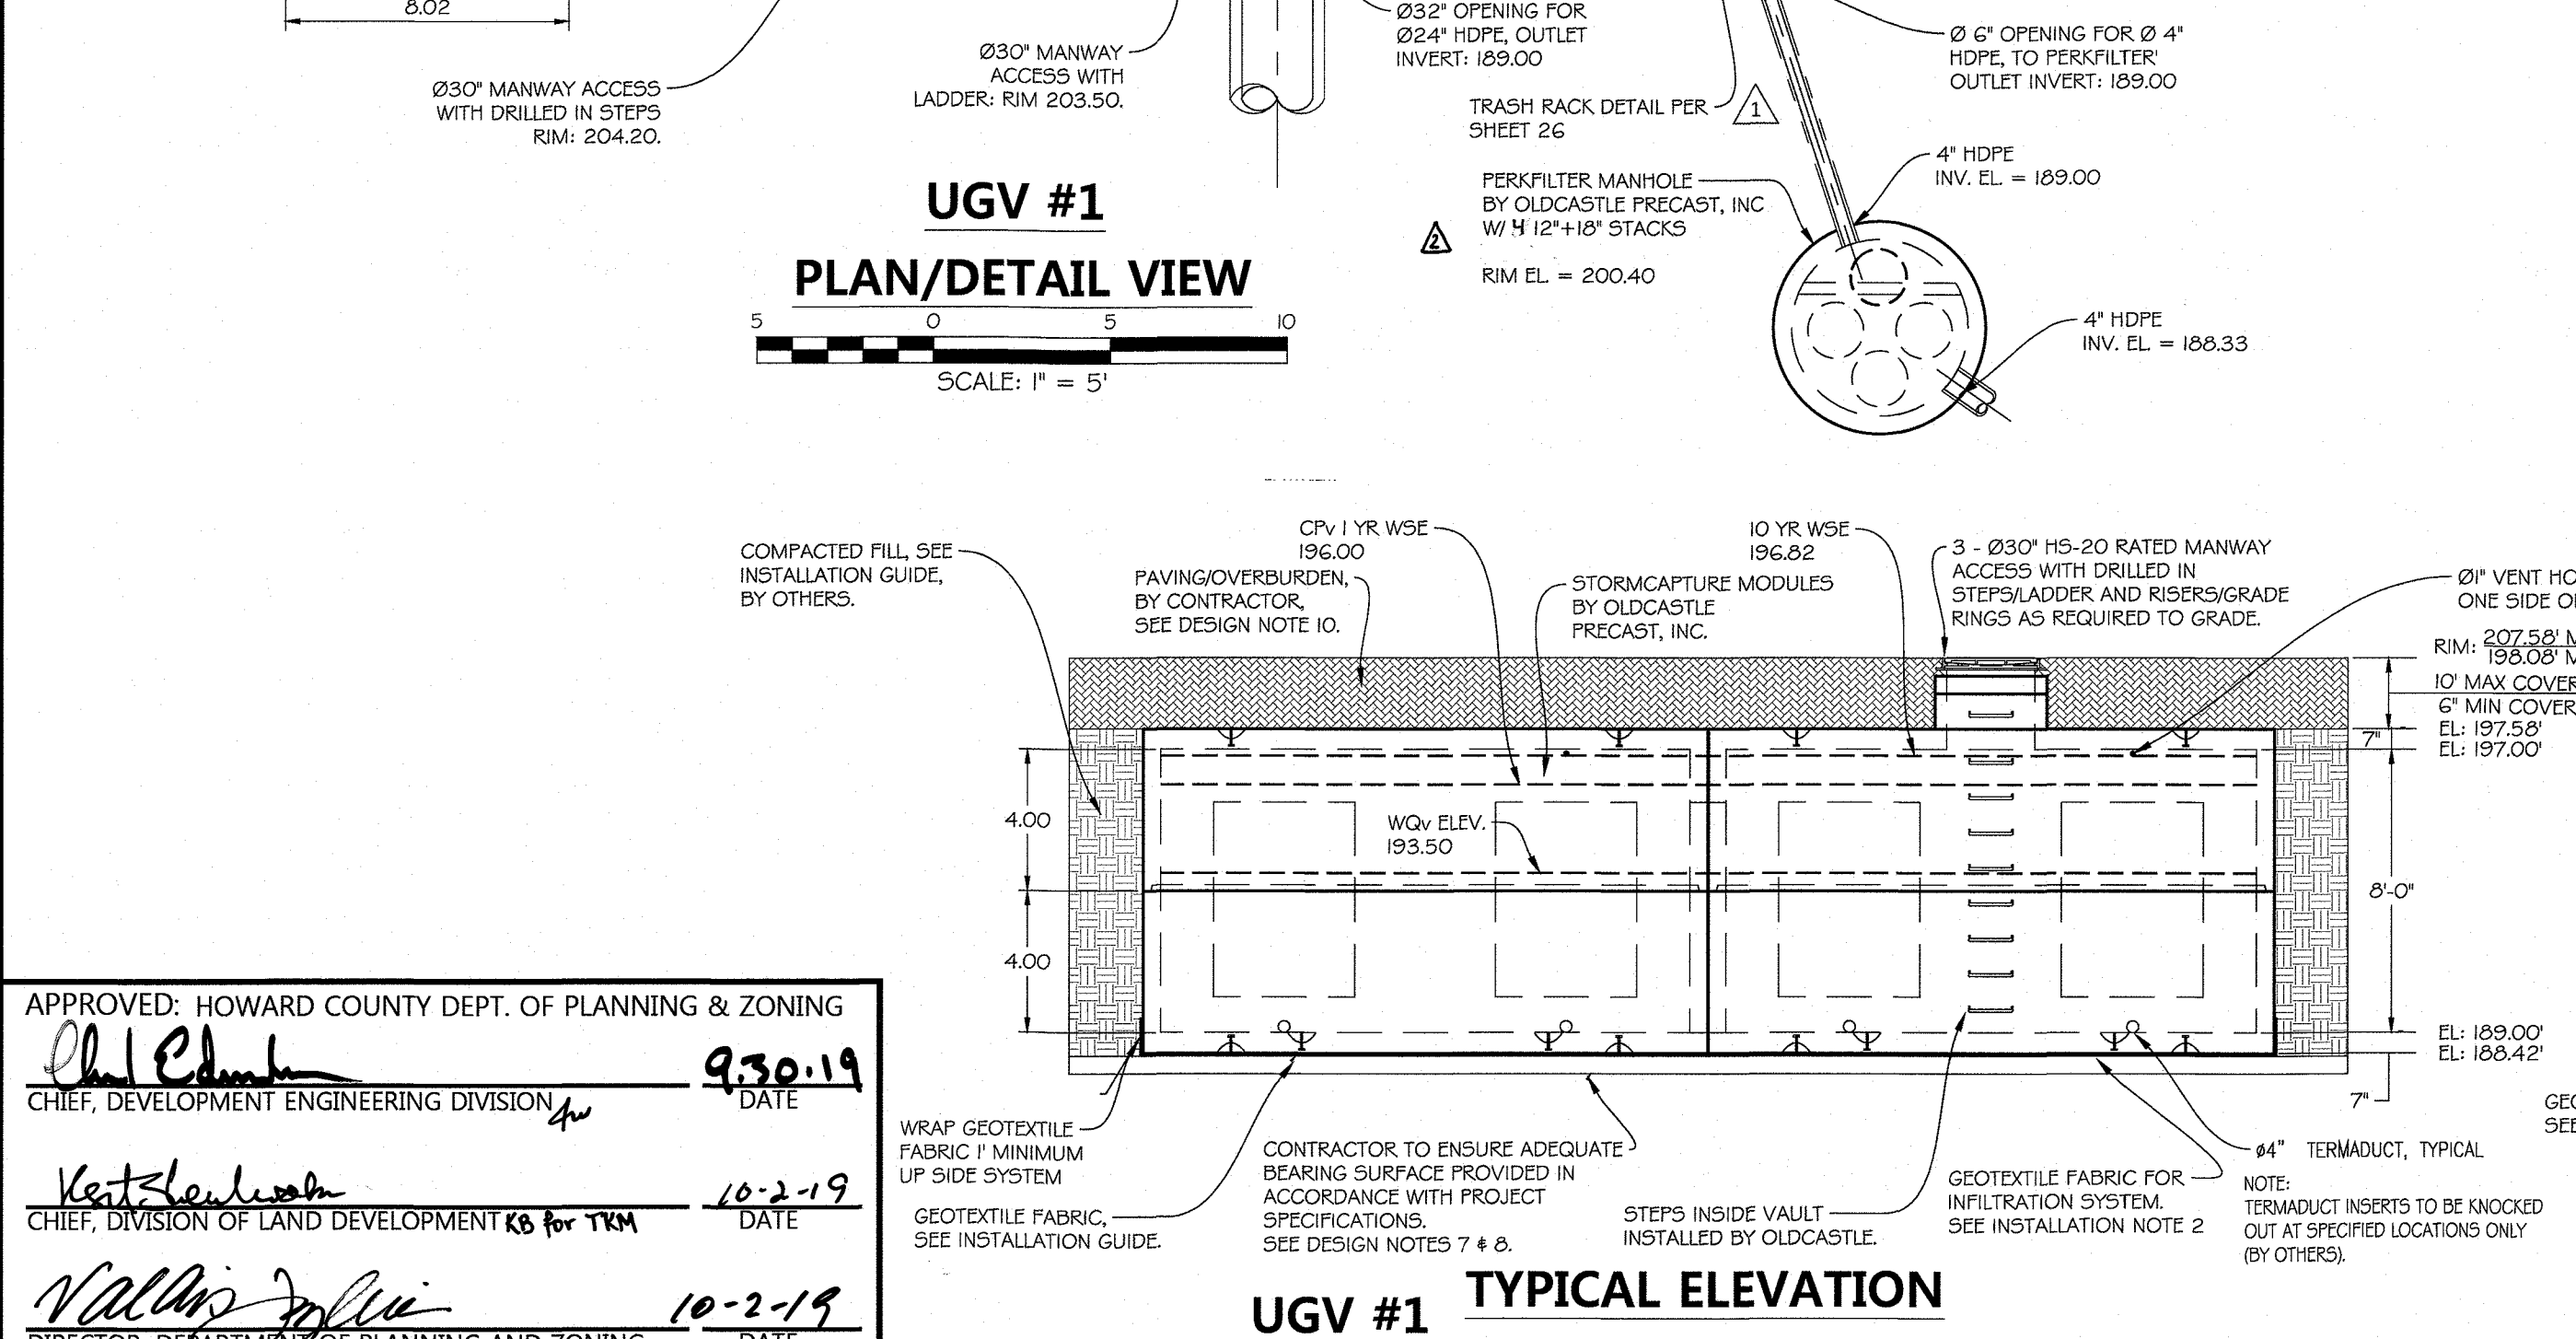 8.02
Ø30" MANWAY ACCESS
WITH DRILLED IN STEPS
RIM: 204.20.
Ø30" MANWAY
ACCESS WITH
LADDER: RIM 203.50.
Ø32" OPENING FOR
Ø24" HDPE, OUTLET
INVERT: 189.00
TRASH RACK DETAIL PER
SHEET 26
1
Ø 6" OPENING FOR Ø 4"
HDPE, TO PERKFILTER'
OUTLET INVERT: 189.00
4" HDPE
INV. EL. = 189.00
PERKFILTER MANHOLE
BY OLDCASTLE PRECAST, INC
W/ 4 12"+18" STACKS
2
RIM EL. = 200.40
4" HDPE
INV. EL. = 188.33
UGV #1
PLAN/DETAIL VIEW
5 0 5 10
SCALE: 1" = 5'
COMPACTED FILL, SEE
INSTALLATION GUIDE,
BY OTHERS.
CPv 1 YR WSE
196.00
PAVING/OVERBURDEN,
BY CONTRACTOR,
SEE DESIGN NOTE 10.
STORMCAPTURE MODULES
BY OLDCASTLE
PRECAST, INC.
10 YR WSE
196.82
3 - Ø30" HS-20 RATED MANWAY
ACCESS WITH DRILLED IN
STEPS/LADDER AND RISERS/GRADE
RINGS AS REQUIRED TO GRADE.
Ø1" VENT HO
ONE SIDE O
RIM: 207.58' M
198.08' M
10' MAX COVER
6" MIN COVER
EL: 197.58'
7"
EL: 197.00'
4.00
WQv ELEV.
193.50
8'-0"
4.00
EL: 189.00'
EL: 188.42'
7"
GEO
SEE
WRAP GEOTEXTILE
FABRIC 1' MINIMUM
UP SIDE SYSTEM
GEOTEXTILE FABRIC,
SEE INSTALLATION GUIDE.
CONTRACTOR TO ENSURE ADEQUATE
BEARING SURFACE PROVIDED IN
ACCORDANCE WITH PROJECT
SPECIFICATIONS.
SEE DESIGN NOTES 7 & 8.
STEPS INSIDE VAULT
INSTALLED BY OLDCASTLE.
GEOTEXTILE FABRIC FOR
INFILTRATION SYSTEM.
SEE INSTALLATION NOTE 2
ø4" TERMADUCT, TYPICAL
NOTE:
TERMADUCT INSERTS TO BE KNOCKED
OUT AT SPECIFIED LOCATIONS ONLY
(BY OTHERS).
UGV #1 TYPICAL ELEVATION
APPROVED: HOWARD COUNTY DEPT. OF PLANNING & ZONING
9.30.19
CHIEF, DEVELOPMENT ENGINEERING DIVISION DATE
10-2-19
CHIEF, DIVISION OF LAND DEVELOPMENT KB for TKM DATE
10-2-19
DIRECTOR, DEPARTMENT OF PLANNING AND ZONING DATE